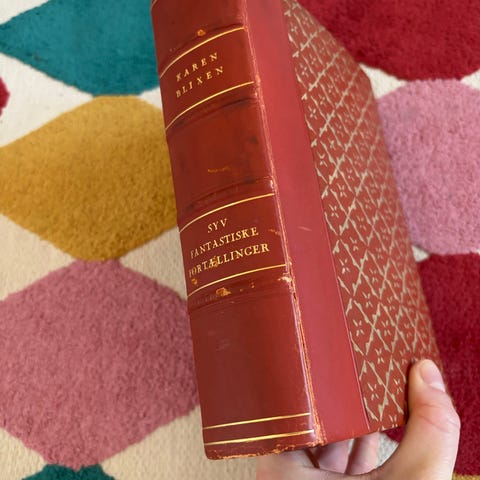 KAREN
BLIXEN
SYV
FANTASTISKE
FORTÆLLINGER